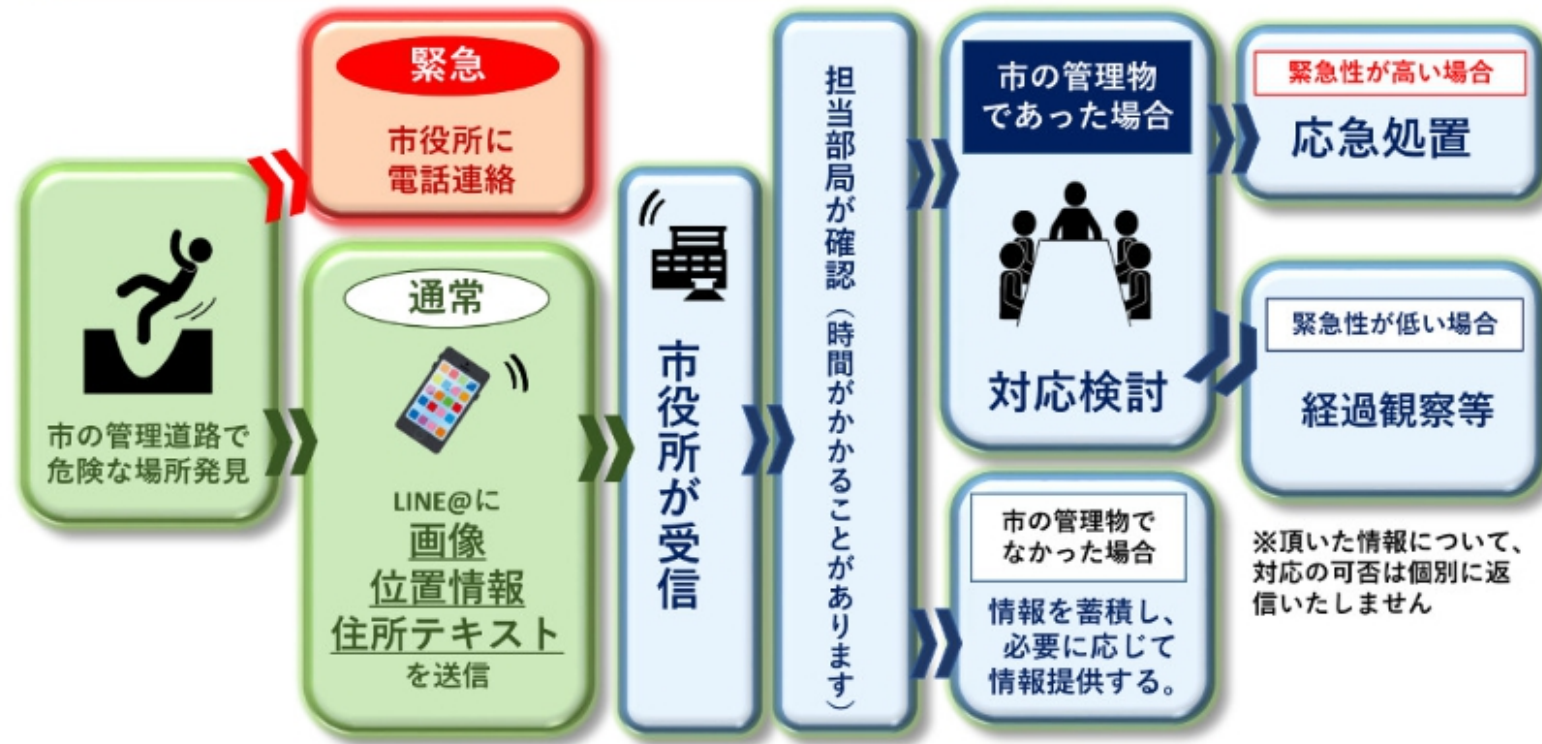 市の管理道路で
危険な場所発見
緊急
市役所に
電話連絡
通常
LINE@に
画像
位置情報
住所テキスト
を送信
市役所が受信
担当部局が確認（時間がかかることがあります）
市の管理物
であった場合
対応検討
緊急性が高い場合
応急処置
緊急性が低い場合
経過観察等
市の管理物で
なかった場合
情報を蓄積し、
必要に応じて
情報提供する。
※頂いた情報について、
対応の可否は個別に返
信いたしません